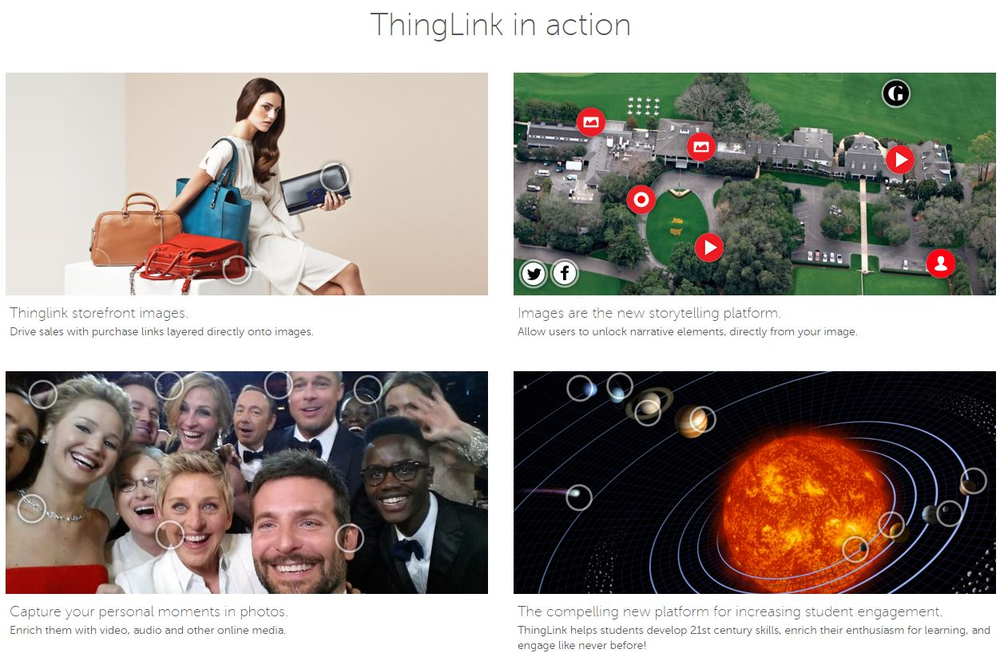 ThingLink in action
G
f
Thinglink storefront images.
Drive sales with purchase links layered directly onto images.
Images are the new storytelling platform.
Allow users to unlock narrative elements, directly from your image.
Capture your personal moments in photos.
Enrich them with video, audio and other online media.
The compelling new platform for increasing student engagement.
ThingLink helps students develop 21st century skills, enrich their enthusiasm for learning, and
engage like never before!